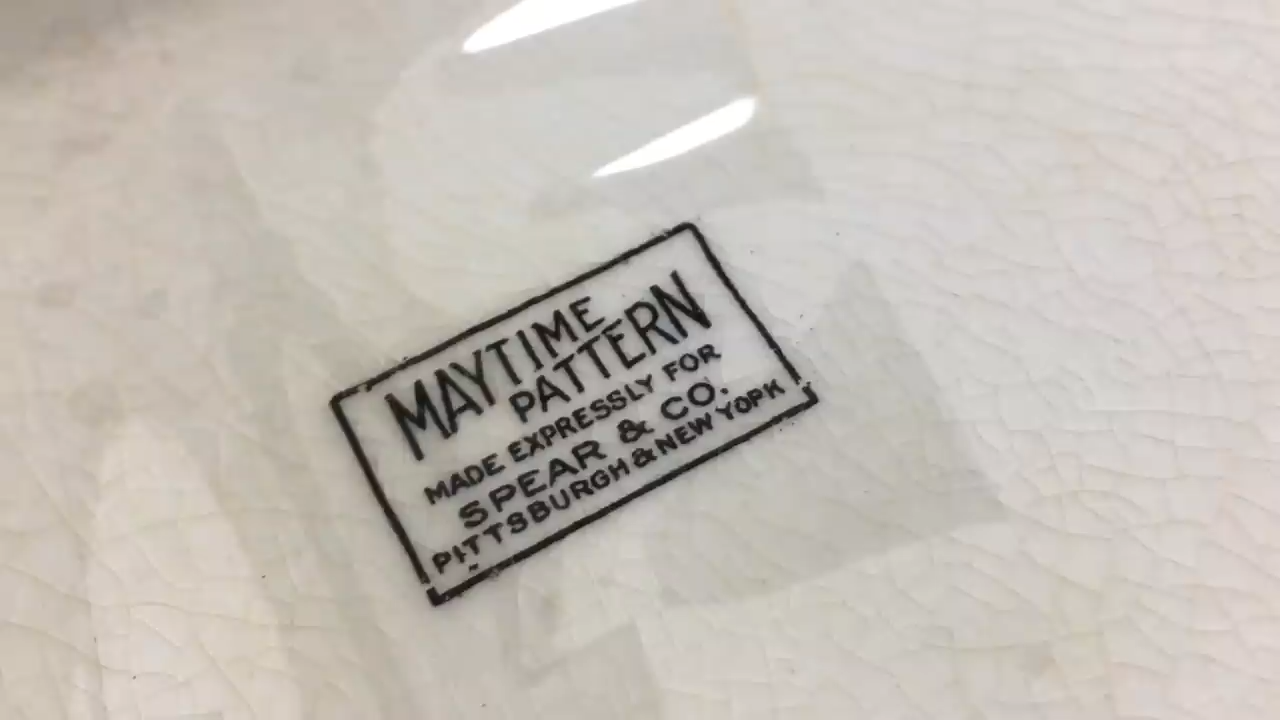 MAYTIME
PATTERN
MADE EXPRESSLY FOR
SPEAR & CO.
PITTSBURGH & NEW YORK